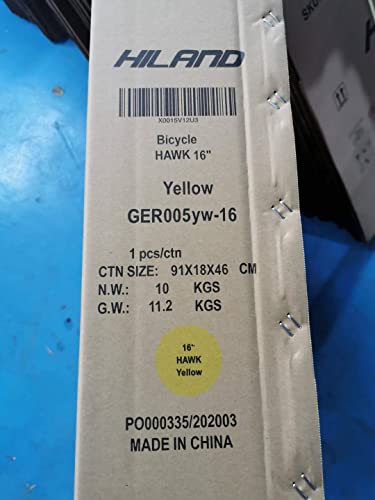 HILAND
X0015V12U3
Bicycle
HAWK 16"
Yellow
GER005yw-16
1 pcs/ctn
CTN SIZE: 91X18X46 CM
N.W.: 10 KGS
G.W.: 11.2 KGS
16"
HAWK
Yellow
PO000335/202003
MADE IN CHINA
SKU